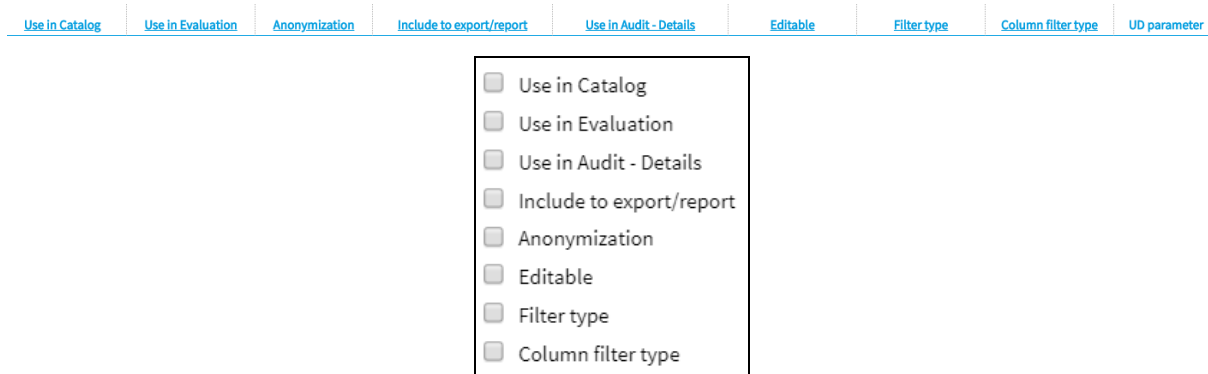 Use in Catalog Use in Evaluation Anonymization Include to export/report Use in Audit - Details Editable Filter type Column filter type UD parameter
Use in Catalog
Use in Evaluation
Use in Audit - Details
Include to export/report
Anonymization
Editable
Filter type
Column filter type